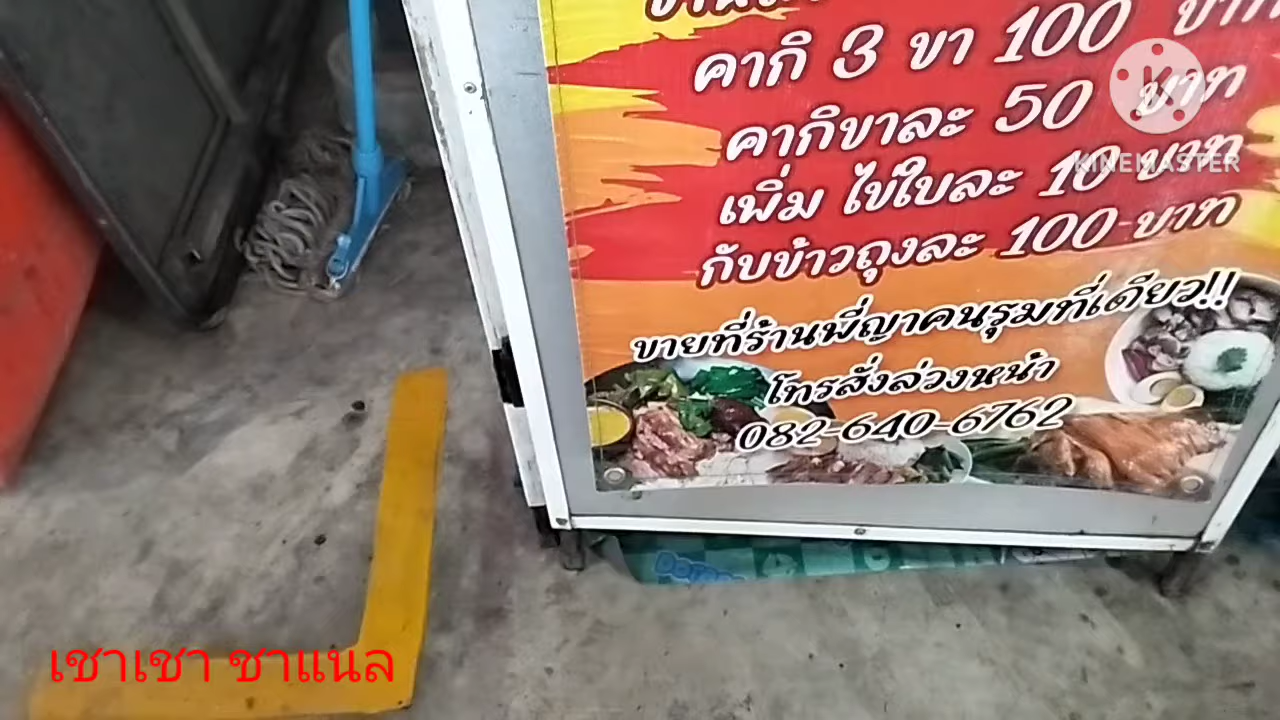 คากิ 3 ขา 100 บาท
คากิขาละ 50 บาท
เพิ่ม ไข่ใบละ 10 บาท
กับข้าวถุงละ 100 บาท
ขายที่ร้านพี่ญาคนรุมที่เดียว!!
โทรสั่งล่วงหน้า
082-640-6762
KINEMASTER
เชาเชา ชาแนล